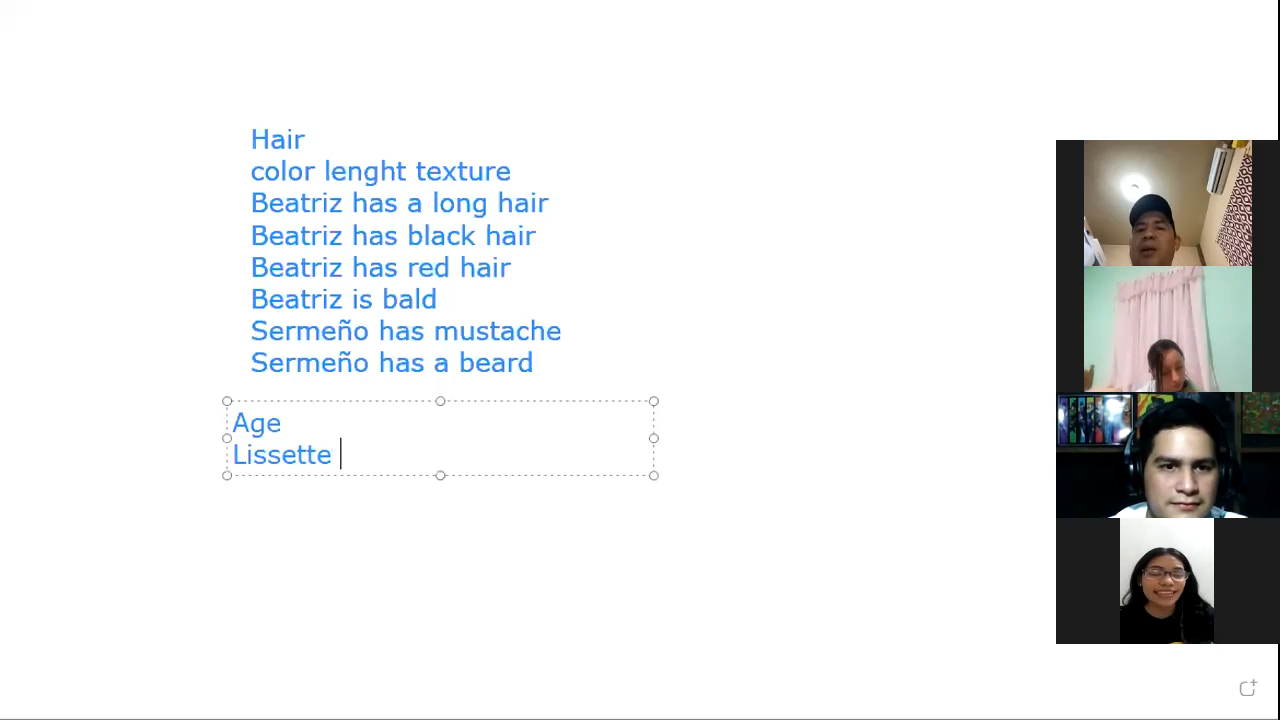 Hair
color lenght texture
Beatriz has a long hair
Beatriz has black hair
Beatriz has red hair
Beatriz is bald
Sermeño has mustache
Sermeño has a beard
Age
Lissette